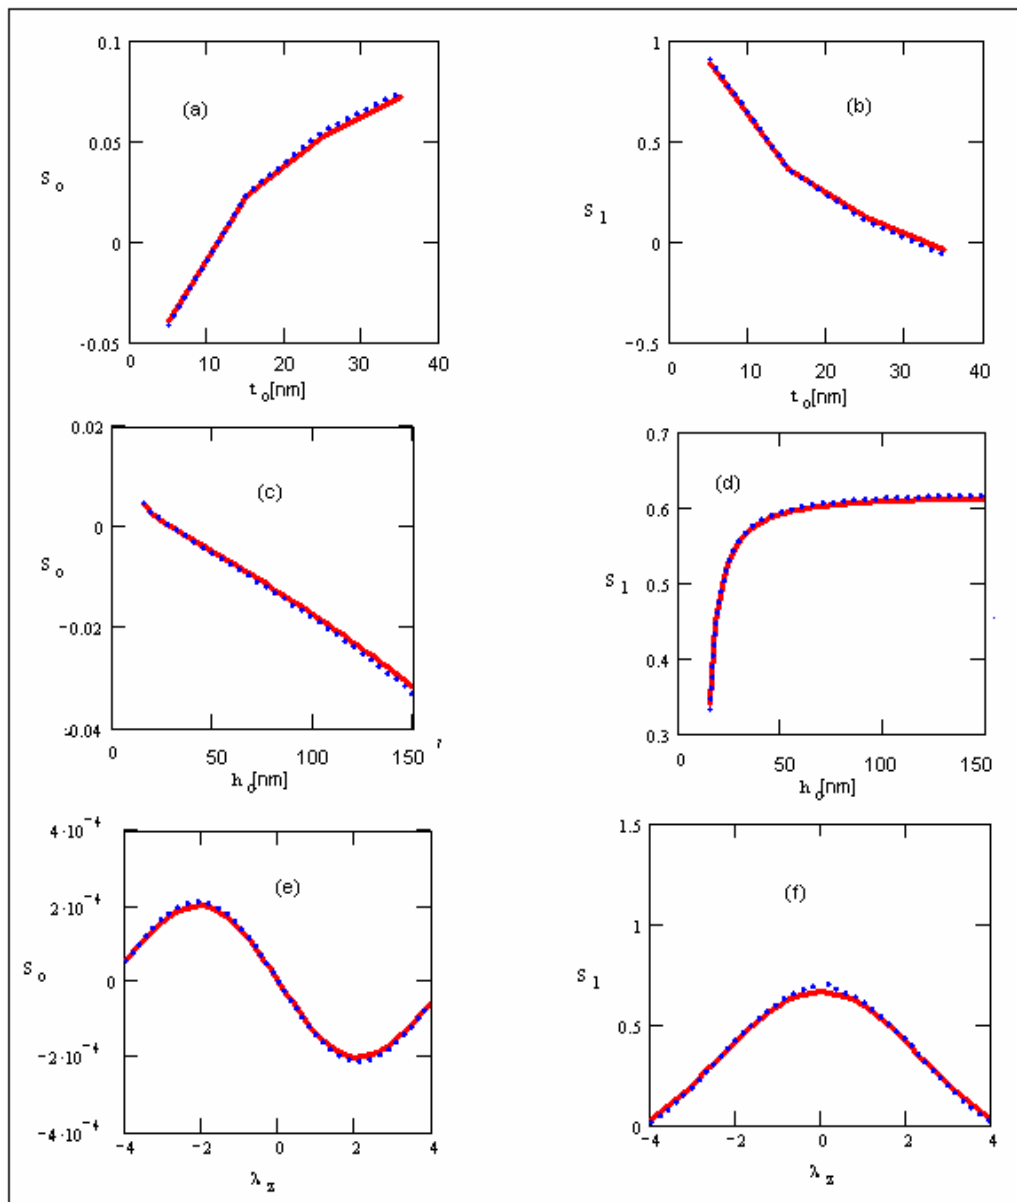 0.1 1
(a) (b)
0.05 0.5
S o S 1
0 0
-0.05 -0.5
0 10 20 30 40 0 10 20 30 40
t o[nm] t o[nm]
0.02 0.7
(c) (d)
0 0.6
S o S 1 0.5
-0.02 0.4
-0.04 0.3
0 50 100 150 0 50 100 150
h o[nm] h o[nm]
4·10⁻⁴ 1.5
(e) (f)
2·10⁻⁴ 1
S o 0 S 1
-2·10⁻⁴ 0.5
-4·10⁻⁴ 0
-4 -2 0 2 4 -4 -2 0 2 4
λ z λ z